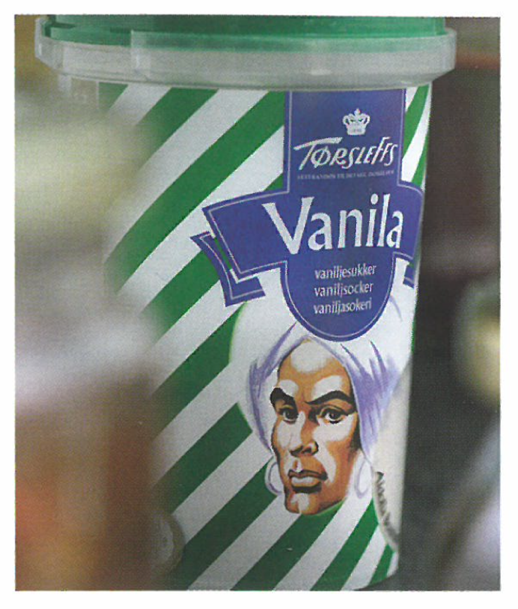 TØRSLEFFS
Vanila
vaniljesukker
vaniljsocker
vaniljasokeri